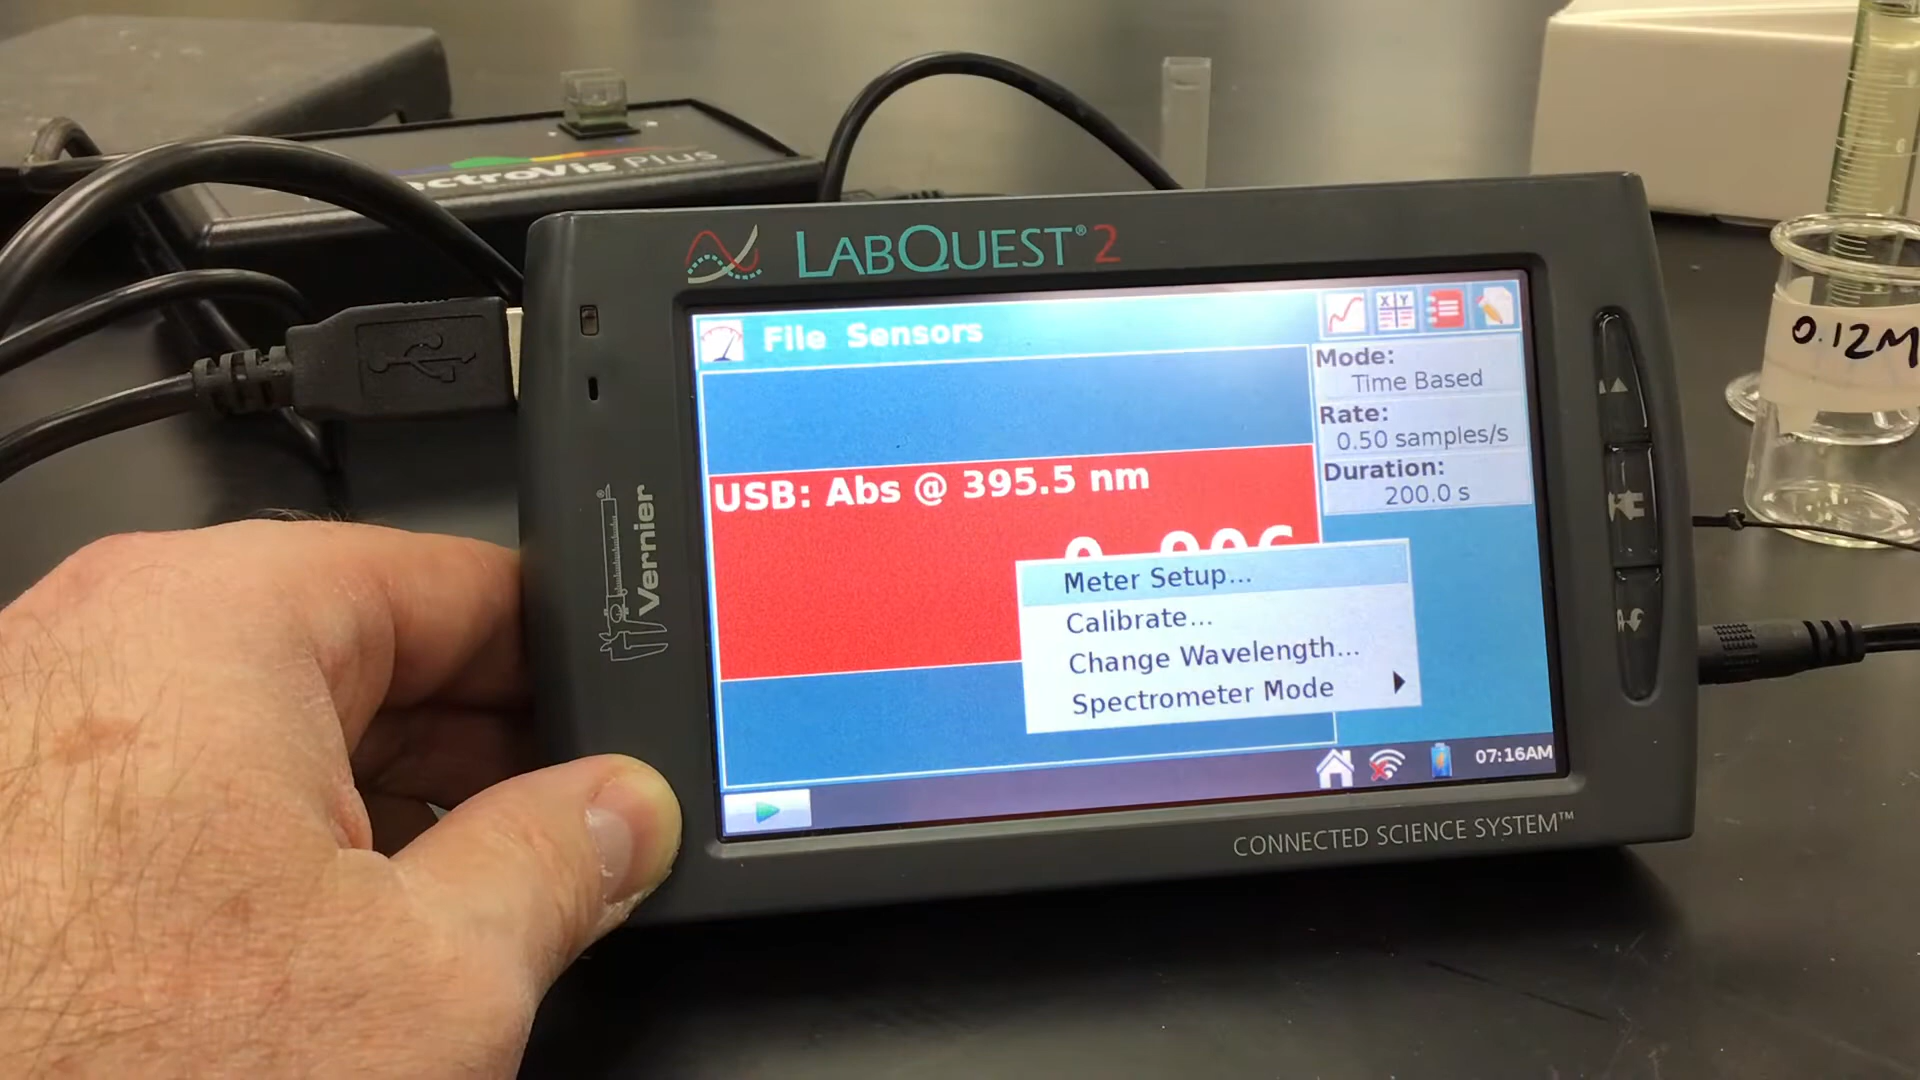 ectroVis Plus
LABQUEST® 2
File Sensors
Mode:
Time Based
Rate:
0.50 samples/s
Duration:
200.0 s
USB: Abs @ 395.5 nm
Meter Setup...
Calibrate...
Change Wavelength...
Spectrometer Mode
07:16AM
Vernier
CONNECTED SCIENCE SYSTEM™
0.12M